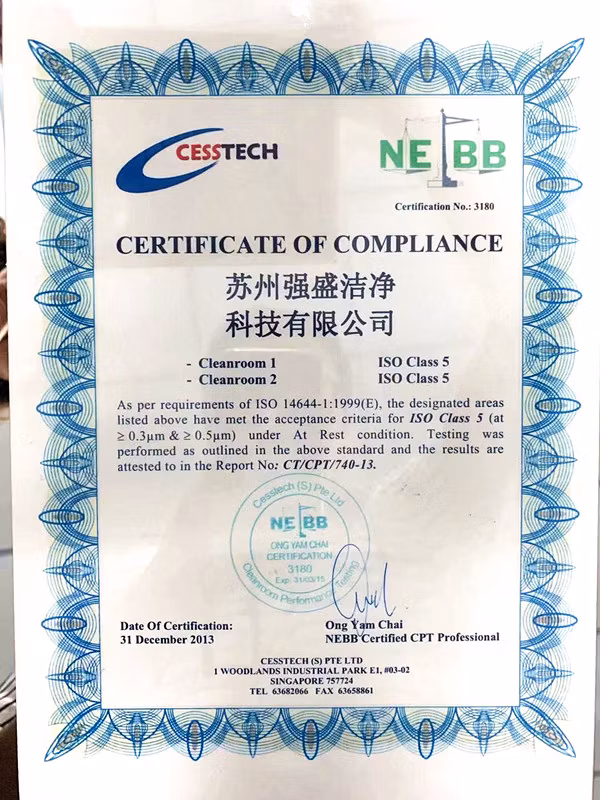 CESSTECH
NEBB
Certification No.: 3180
CERTIFICATE OF COMPLIANCE
苏州强盛洁净
科技有限公司
- Cleanroom 1 ISO Class 5
- Cleanroom 2 ISO Class 5
As per requirements of ISO 14644-1:1999(E), the designated areas
listed above have met the acceptance criteria for ISO Class 5 (at
≥ 0.3µm & ≥ 0.5µm) under At Rest condition. Testing was
performed as outlined in the above standard and the results are
attested to in the Report No: CT/CPT/740-13.
Cesstech (S) Pte Ltd
NEBB
ONG YAM CHAI
CERTIFICATION
3180
Exp. 31/03/15
Cleanroom Performance Testing
Date Of Certification:
31 December 2013
Ong Yam Chai
NEBB Certified CPT Professional
CESSTECH (S) PTE LTD
1 WOODLANDS INDUSTRIAL PARK E1, #03-02
SINGAPORE 757724
TEL 63682066 FAX 63658861